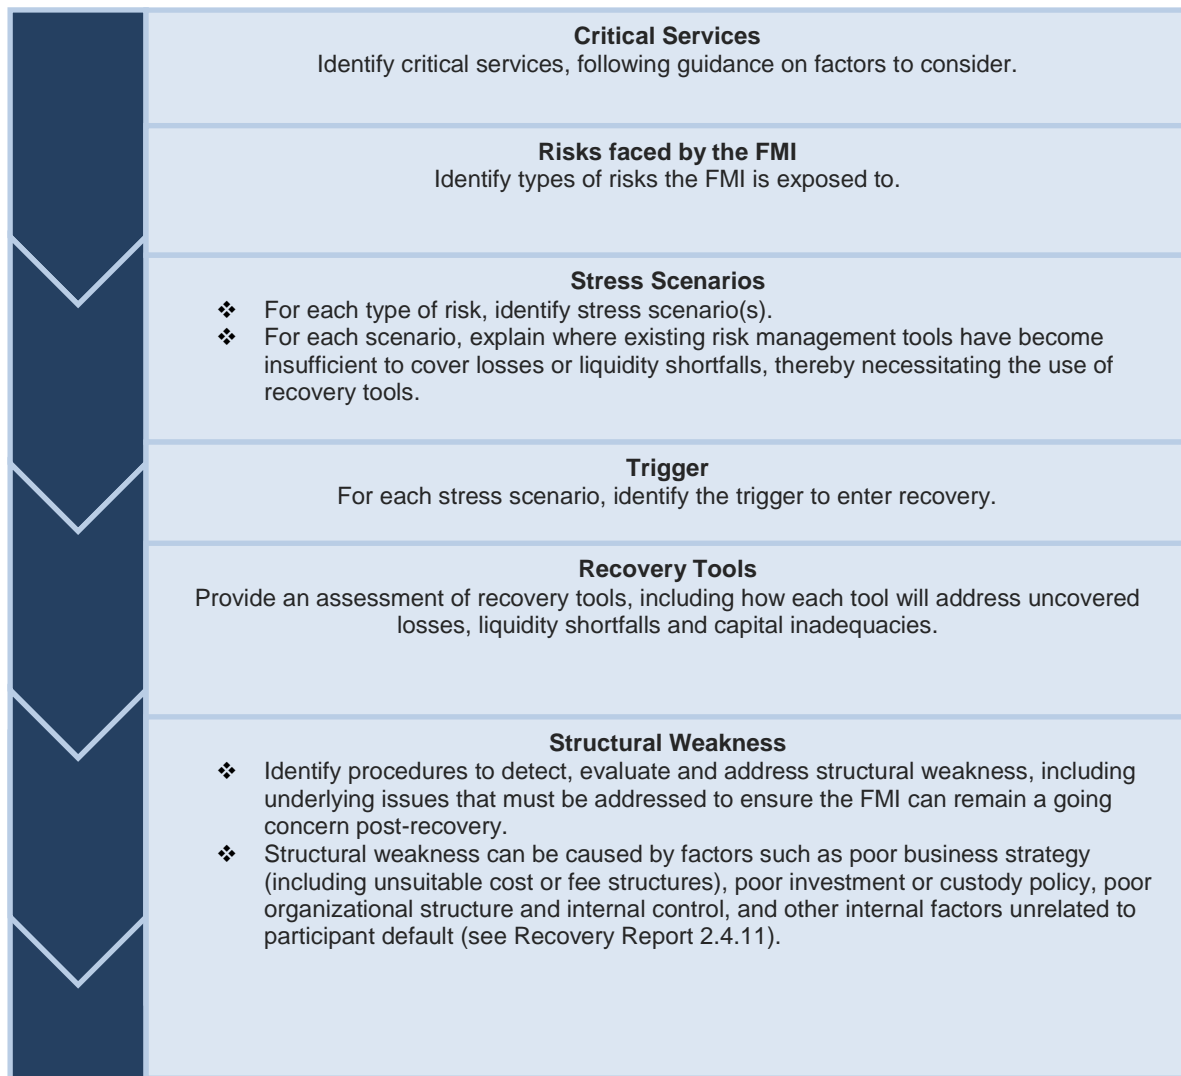 Critical Services
Identify critical services, following guidance on factors to consider.
Risks faced by the FMI
Identify types of risks the FMI is exposed to.
Stress Scenarios
❖ For each type of risk, identify stress scenario(s).
❖ For each scenario, explain where existing risk management tools have become
insufficient to cover losses or liquidity shortfalls, thereby necessitating the use of
recovery tools.
Trigger
For each stress scenario, identify the trigger to enter recovery.
Recovery Tools
Provide an assessment of recovery tools, including how each tool will address uncovered
losses, liquidity shortfalls and capital inadequacies.
Structural Weakness
❖ Identify procedures to detect, evaluate and address structural weakness, including
underlying issues that must be addressed to ensure the FMI can remain a going
concern post-recovery.
❖ Structural weakness can be caused by factors such as poor business strategy
(including unsuitable cost or fee structures), poor investment or custody policy, poor
organizational structure and internal control, and other internal factors unrelated to
participant default (see Recovery Report 2.4.11).